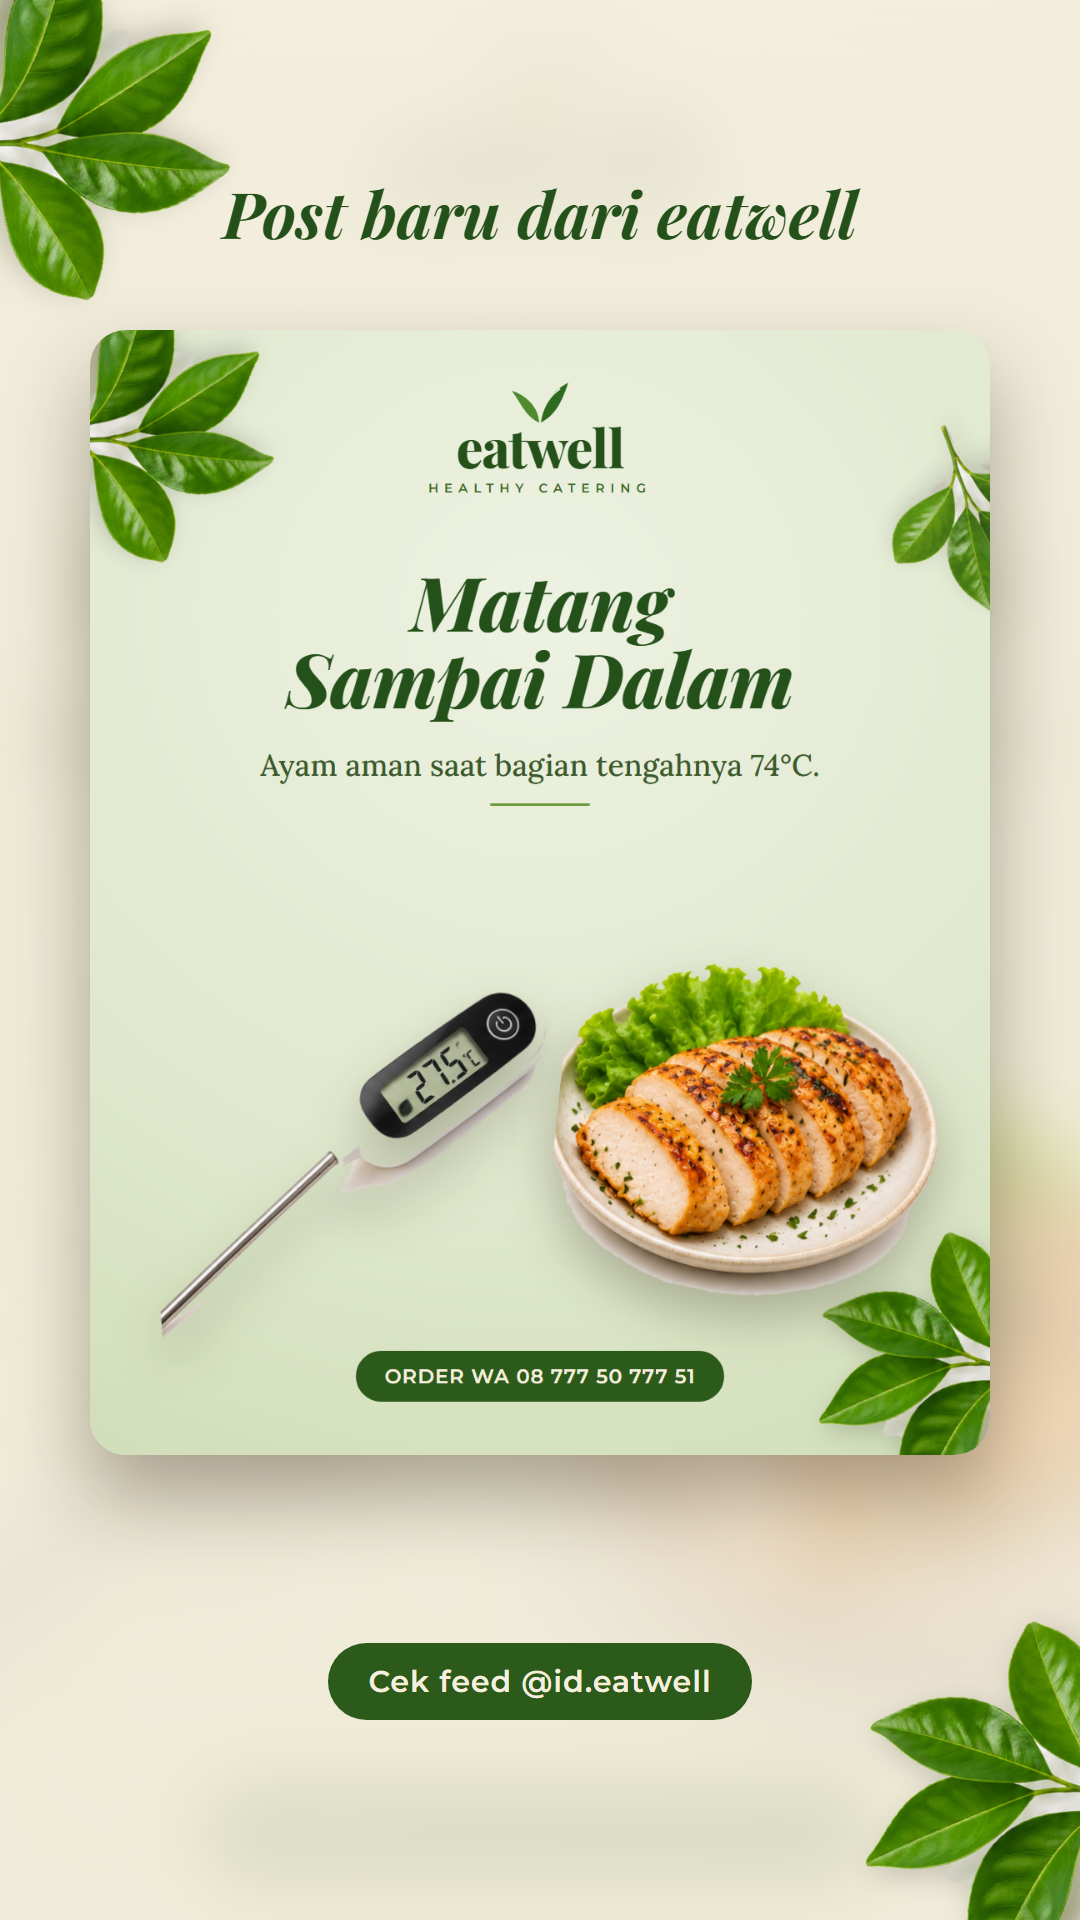 Post baru dari eatwell
eatwell
HEALTHY CATERING
Matang
Sampai Dalam
Ayam aman saat bagian tengahnya 74°C.
27.5°C
ORDER WA 08 777 50 777 51
Cek feed @id.eatwell